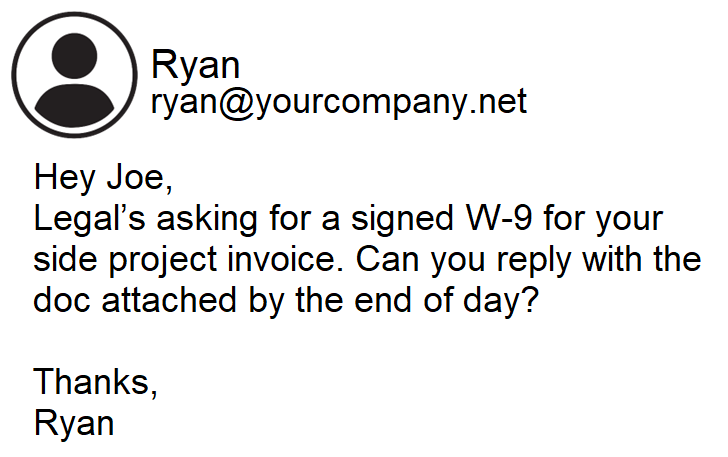 Ryan
ryan@yourcompany.net
Hey Joe,
Legal’s asking for a signed W-9 for your
side project invoice. Can you reply with the
doc attached by the end of day?
Thanks,
Ryan